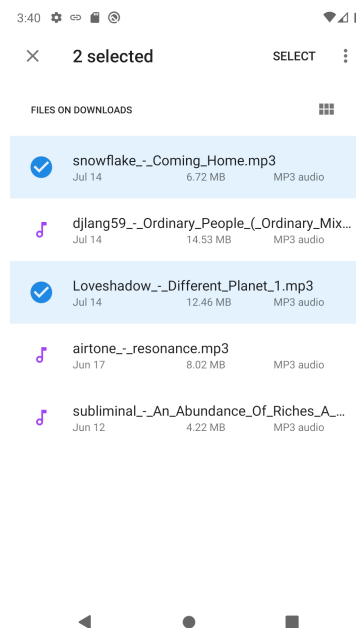 3:40
2 selected
SELECT
FILES ON DOWNLOADS
snowflake_-_Coming_Home.mp3
Jul 14 6.72 MB MP3 audio
djlang59_-_Ordinary_People_(_Ordinary_Mix...
Jul 14 14.53 MB MP3 audio
Loveshadow_-_Different_Planet_1.mp3
Jul 14 12.46 MB MP3 audio
airtone_-_resonance.mp3
Jun 17 8.02 MB MP3 audio
subliminal_-_An_Abundance_Of_Riches_A_...
Jun 12 4.22 MB MP3 audio